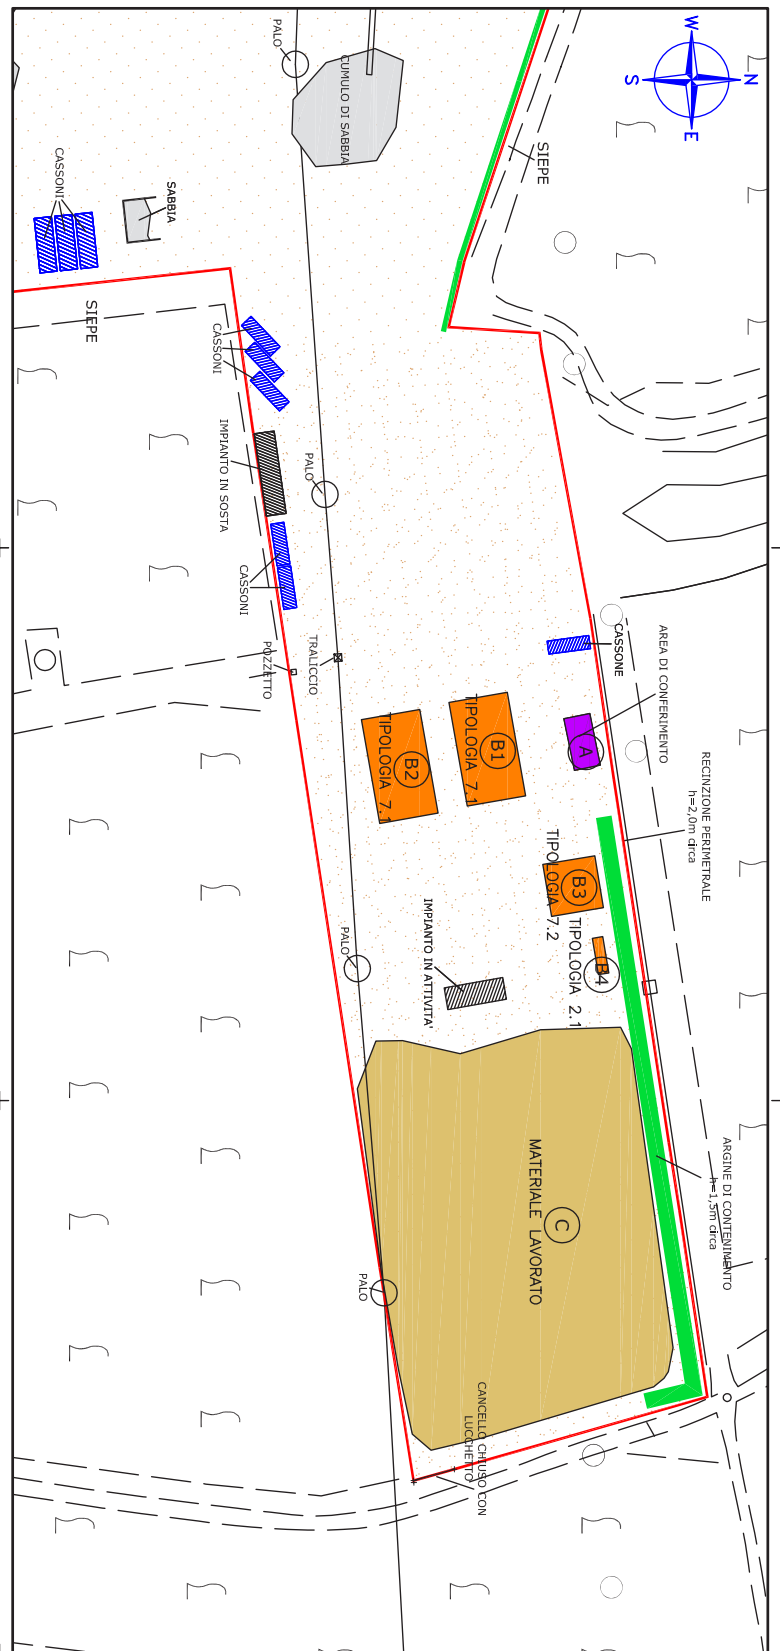 W
N
S
E
PALO
CUMULO DI SABBIA
SIEPE
CASSONI
SABBIA
SIEPE
CASSONI
IMPIANTO IN SOSTA
PALO
CASSONI
POZZETTO
TRALICCIO
CASSONE
AREA DI CONFERIMENTO
A
RECINZIONE PERIMETRALE
h=2,0m circa
B1
TIPOLOGIA 7.1
B2
TIPOLOGIA 7.1
B3
TIPOLOGIA 7.2
B4
TIPOLOGIA 2.1
IMPIANTO IN ATTIVITA'
PALO
MATERIALE LAVORATO
C
ARGINE DI CONTENIMENTO
h=1,5m circa
PALO
CANCELLO CHIUSO CON
LUCCHETTO